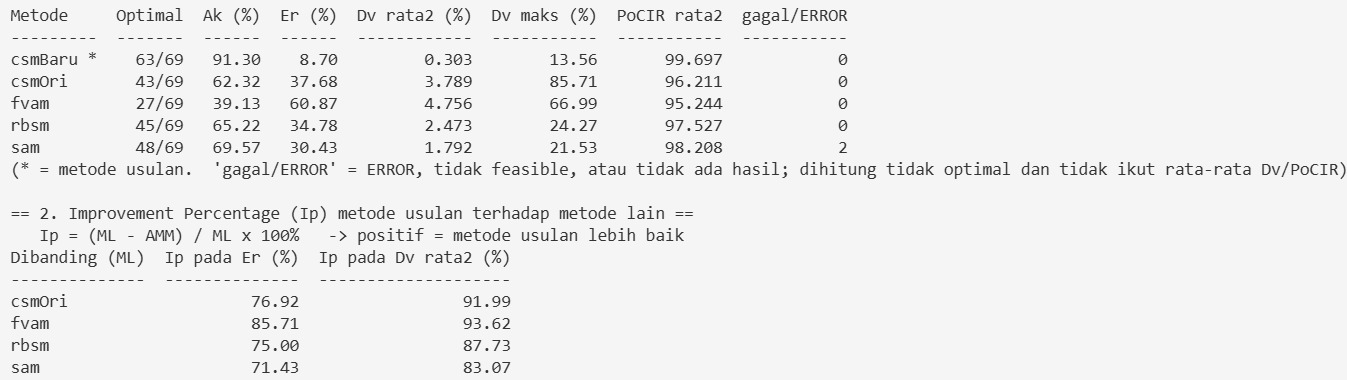 Metode     Optimal  Ak (%)  Er (%)  Dv rata2 (%)  Dv maks (%)  PoCIR rata2  gagal/ERROR
---------  -------  ------  ------  ------------  -----------  -----------  -----------
csmBaru *    63/69   91.30    8.70         0.303        13.56       99.697            0
csmOri       43/69   62.32   37.68         3.789        85.71       96.211            0
fvam         27/69   39.13   60.87         4.756        66.99       95.244            0
rbsm         45/69   65.22   34.78         2.473        24.27       97.527            0
sam          48/69   69.57   30.43         1.792        21.53       98.208            2
(* = metode usulan.  'gagal/ERROR' = ERROR, tidak feasible, atau tidak ada hasil; dihitung tidak optimal dan tidak ikut rata-rata Dv/PoCIR)
== 2. Improvement Percentage (Ip) metode usulan terhadap metode lain ==
   Ip = (ML - AMM) / ML x 100%   -> positif = metode usulan lebih baik
Dibanding (ML)  Ip pada Er (%)  Ip pada Dv rata2 (%)
--------------  --------------  --------------------
csmOri                   76.92                 91.99
fvam                     85.71                 93.62
rbsm                     75.00                 87.73
sam                      71.43                 83.07